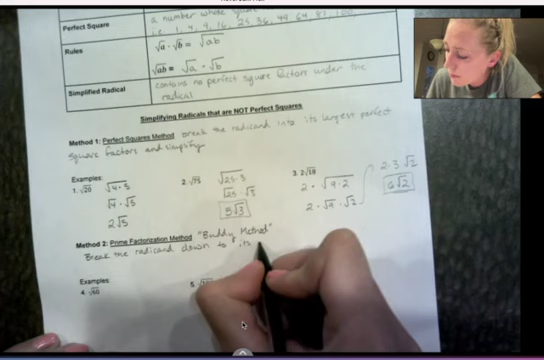 Perfect Square
a number whose square
i.e. 1, 4, 9, 16, 25, 36, 49, 64, 81, 100
Rules
√a · √b = √ab
√ab = √a · √b
Simplified Radical
contains no perfect square factors under the
radical
Simplifying Radicals that are NOT Perfect Squares
Method 1: Perfect Squares Method Break the radicand into its largest perfect
square factors and simplify
Examples:
1. √20
√4·5
√4 · √5
2√5
2. √75
√25·3
√25 · √3
5√3
3. 2√18
2 · √9·2
2 · √9 · √2
2·3√2
6√2
Method 2: Prime Factorization Method "Buddy Method"
Break the radicand down to its
Examples:
4.
5.